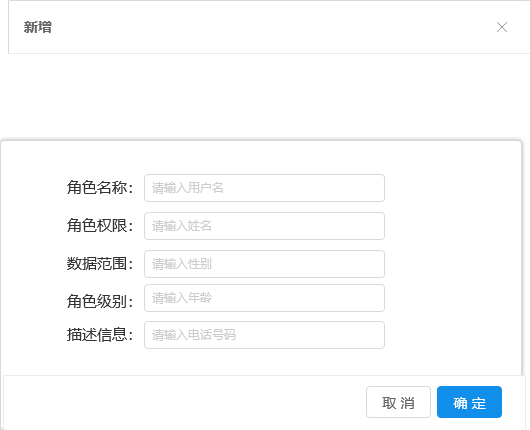 新增
角色名称： 请输入用户名
角色权限： 请输入姓名
数据范围： 请输入性别
角色级别： 请输入年龄
描述信息： 请输入电话号码
取 消 确 定